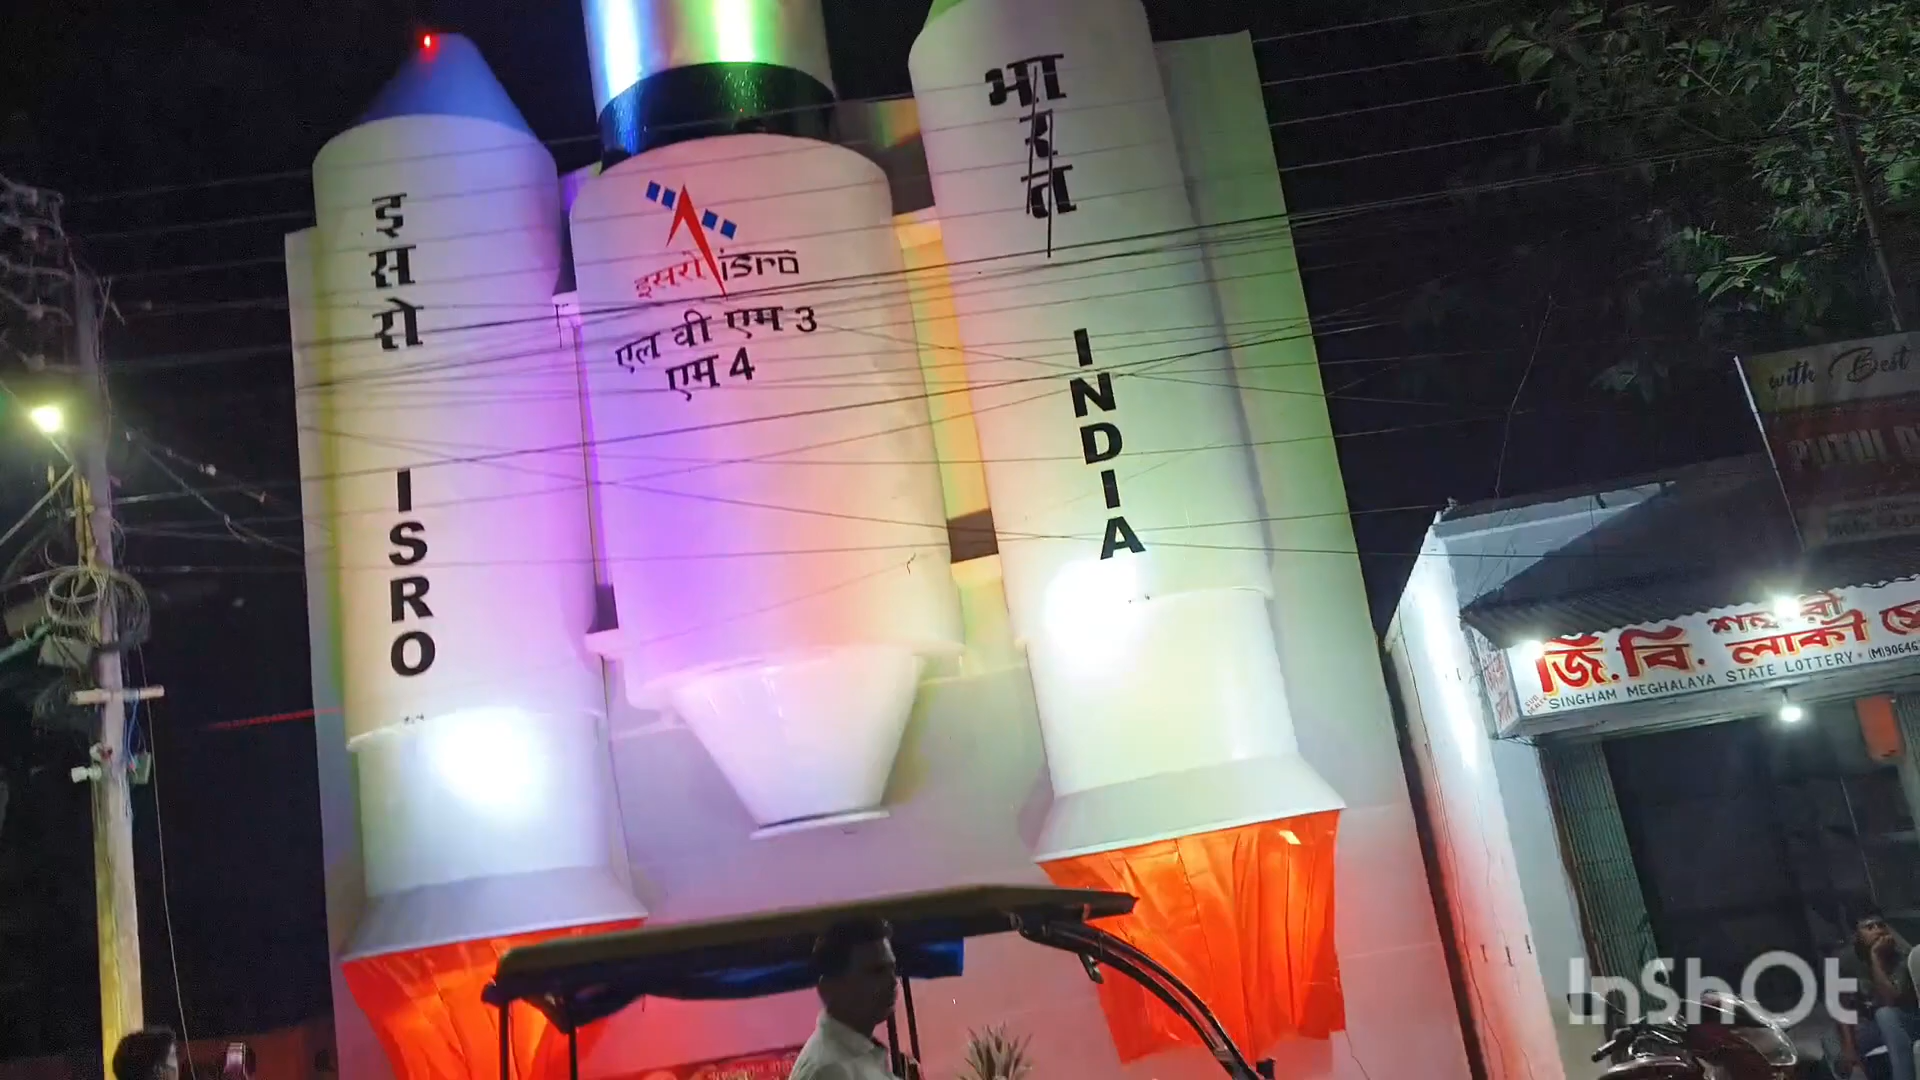 इसरो
ISRO
इसरो isro
एल वी एम 3
एम 4
भारत
INDIA
with Best
জি.বি. লাকী
SINGHAM MEGHALAYA STATE LOTTERY
InShOt